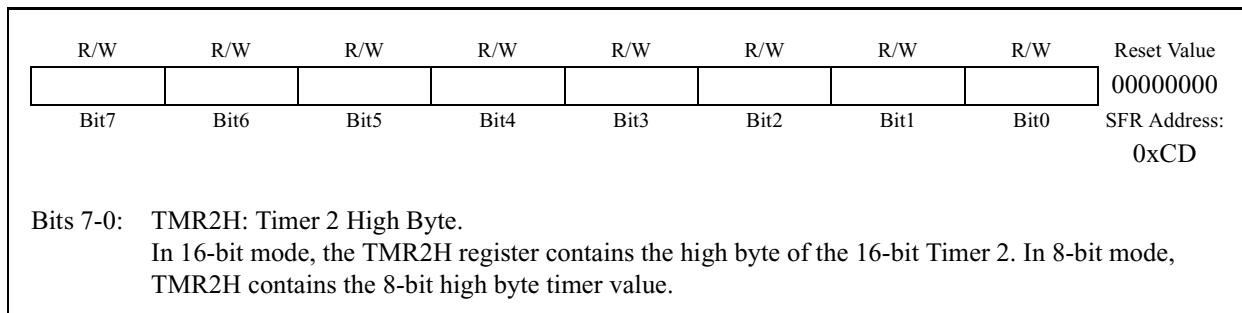 R/W R/W R/W R/W R/W R/W R/W R/W Reset Value
00000000
Bit7 Bit6 Bit5 Bit4 Bit3 Bit2 Bit1 Bit0 SFR Address:
0xCD
Bits 7-0: TMR2H: Timer 2 High Byte.
In 16-bit mode, the TMR2H register contains the high byte of the 16-bit Timer 2. In 8-bit mode,
TMR2H contains the 8-bit high byte timer value.